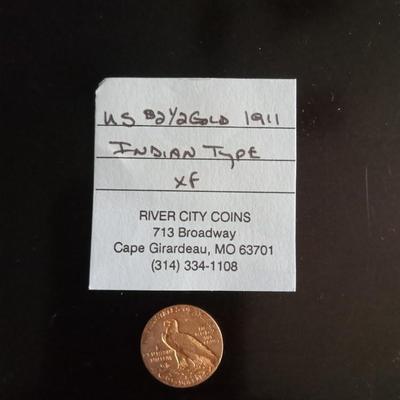 US $2 1/2 GOLD 1911
INDIAN TYPE
XF
RIVER CITY COINS
713 Broadway
Cape Girardeau, MO 63701
(314) 334-1108